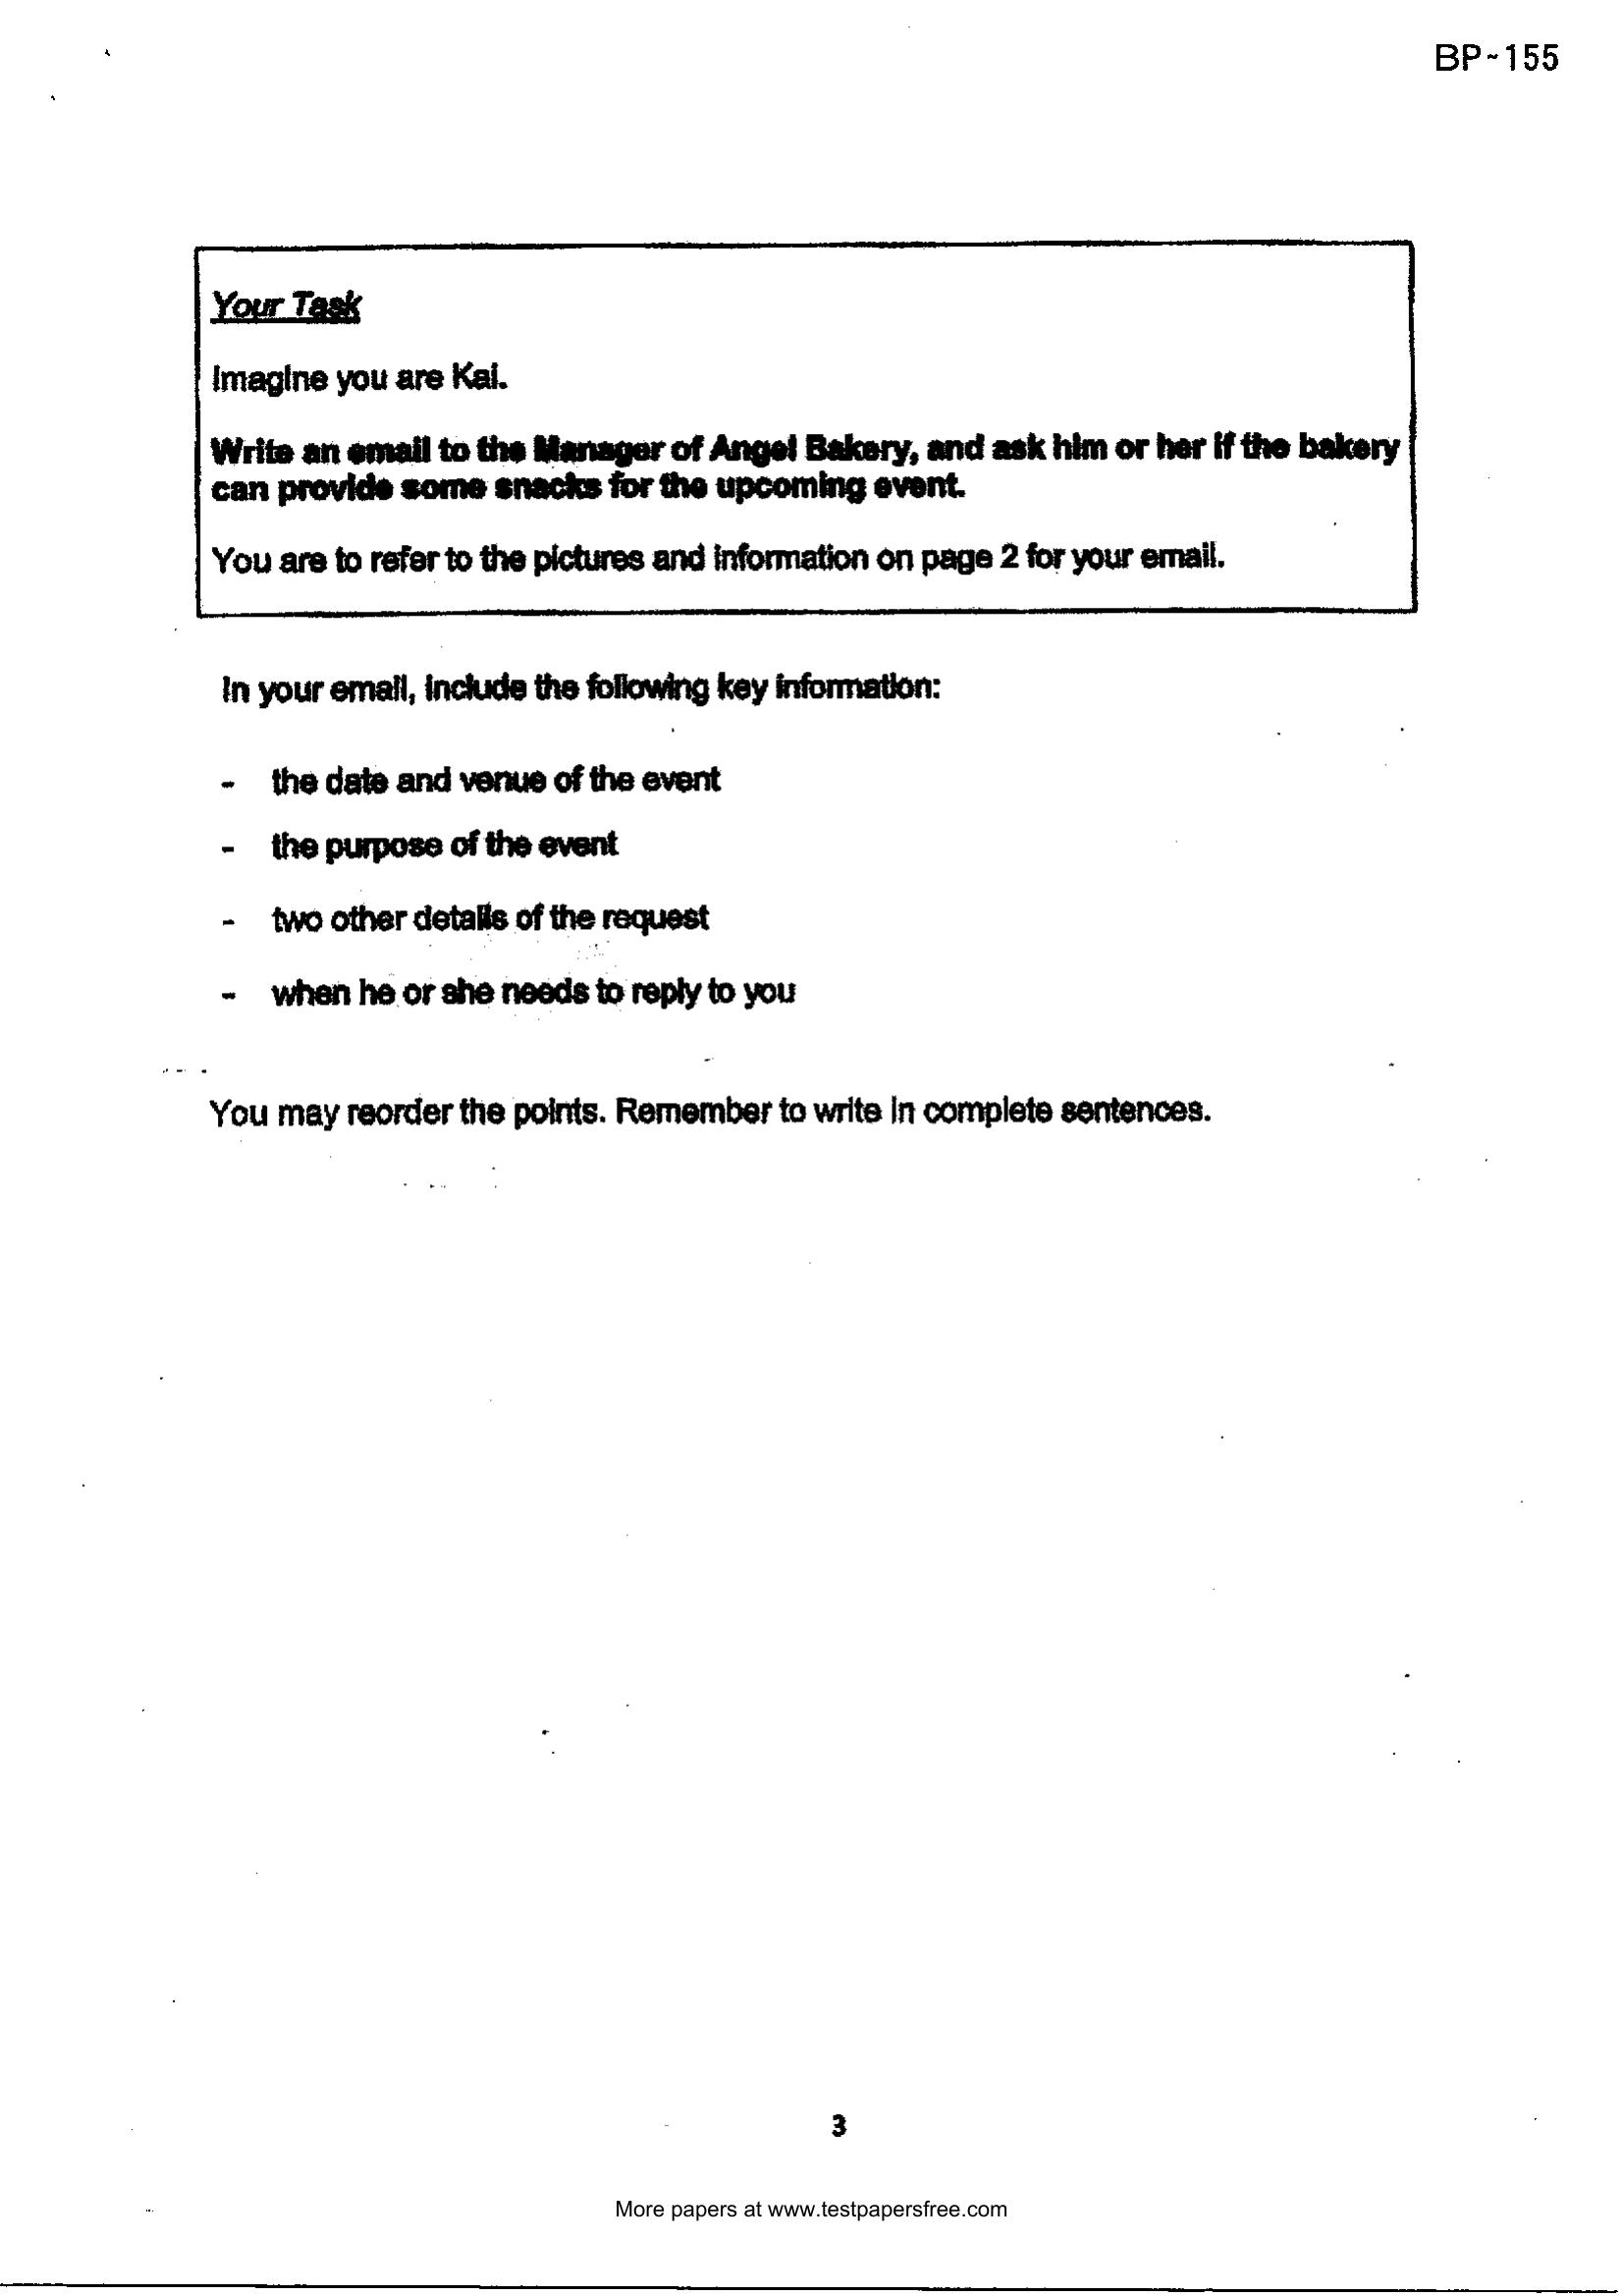 BP~155
Your Task
Imagine you are Kai.
Write an email to the Manager of Angel Bakery, and ask him or her if the bakery
can provide some snacks for the upcoming event.
You are to refer to the pictures and information on page 2 for your email.
In your email, include the following key information:
- the date and venue of the event
- the purpose of the event
- two other details of the request
- when he or she needs to reply to you
You may reorder the points. Remember to write in complete sentences.
3
More papers at www.testpapersfree.com